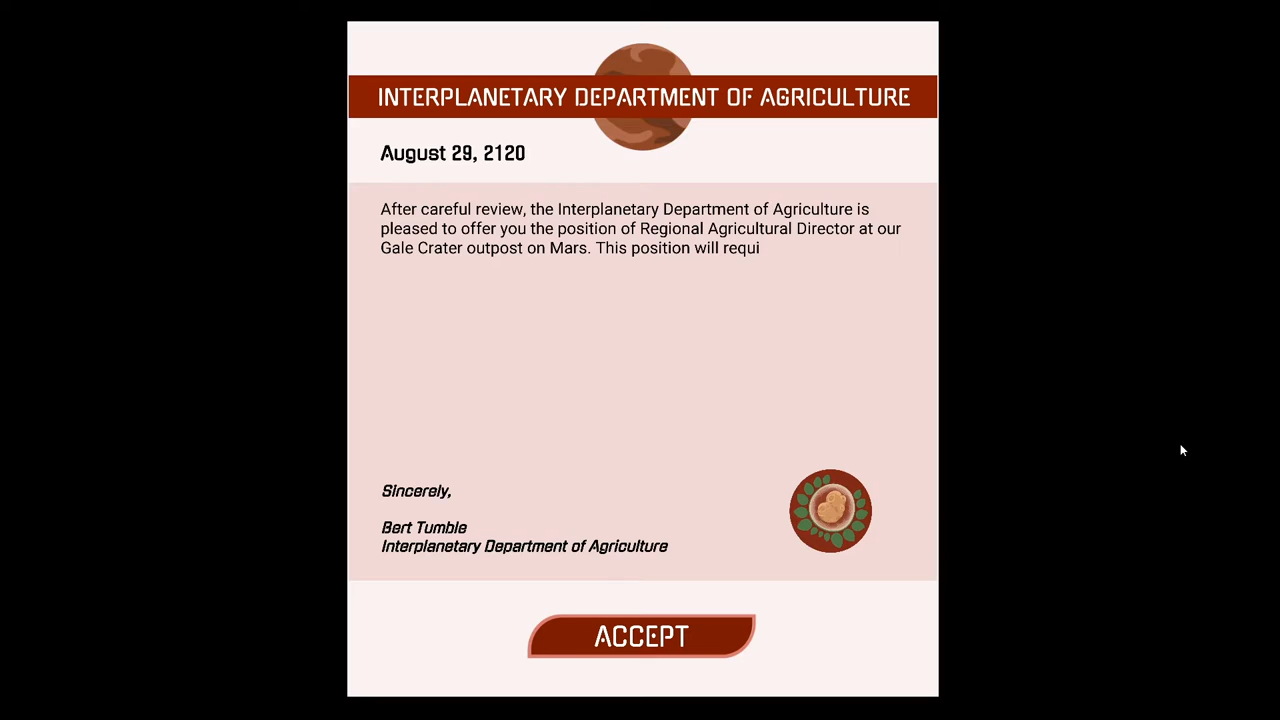 INTERPLANETARY DEPARTMENT OF AGRICULTURE
August 29, 2120
After careful review, the Interplanetary Department of Agriculture is
pleased to offer you the position of Regional Agricultural Director at our
Gale Crater outpost on Mars. This position will requi
Sincerely,
Bert Tumble
Interplanetary Department of Agriculture
ACCEPT